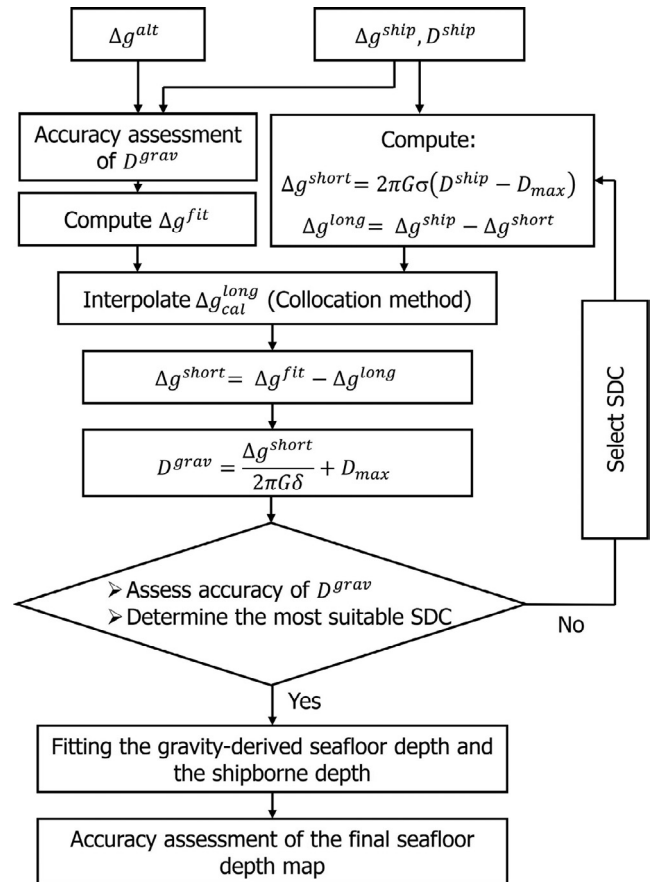 Δg^alt
Δg^ship, D^ship
Accuracy assessment
of D^grav
Compute Δg^fit
Compute:
Δg^short = 2πGσ(D^ship − D_max)
Δg^long = Δg^ship − Δg^short
Interpolate Δg^long_cal (Collocation method)
Δg^short = Δg^fit − Δg^long
D^grav = Δg^short / 2πGδ + D_max
Select SDC
➢ Assess accuracy of D^grav
➢ Determine the most suitable SDC
No
Yes
Fitting the gravity-derived seafloor depth and
the shipborne depth
Accuracy assessment of the final seafloor
depth map